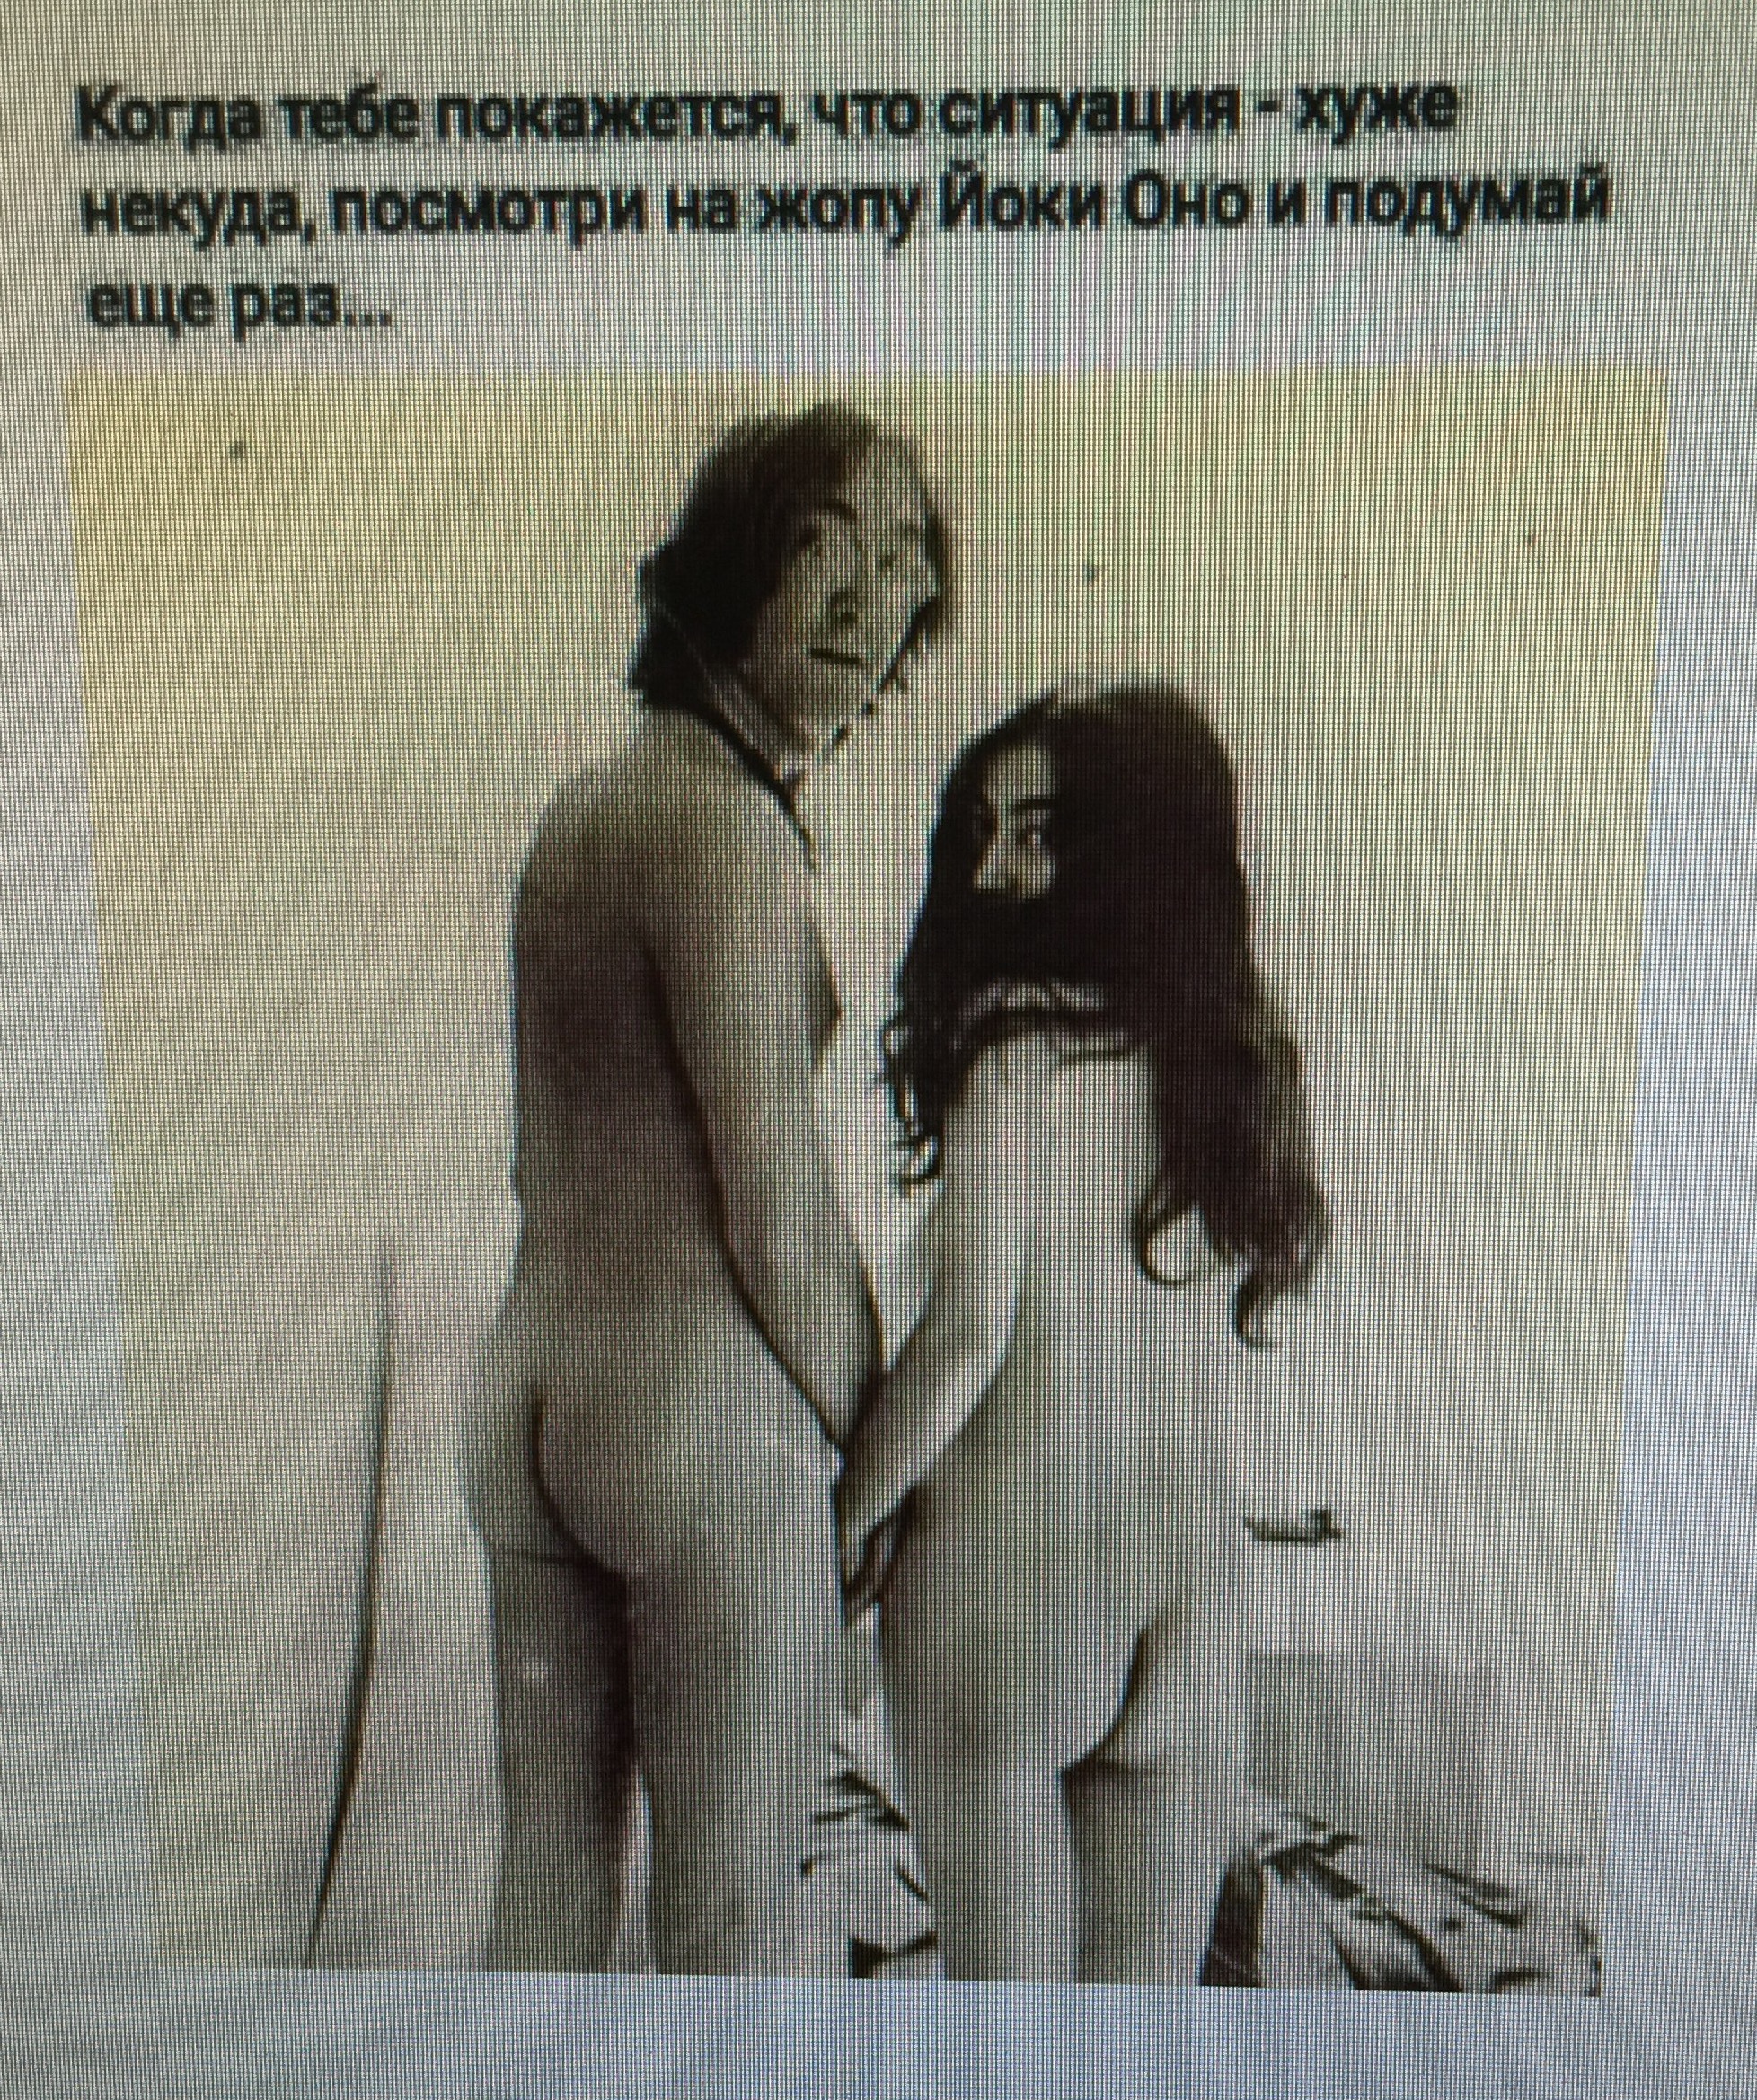 Когда тебе покажется, что ситуация - хуже
некуда, посмотри на жопу Йоки Оно и подумай
еще раз...